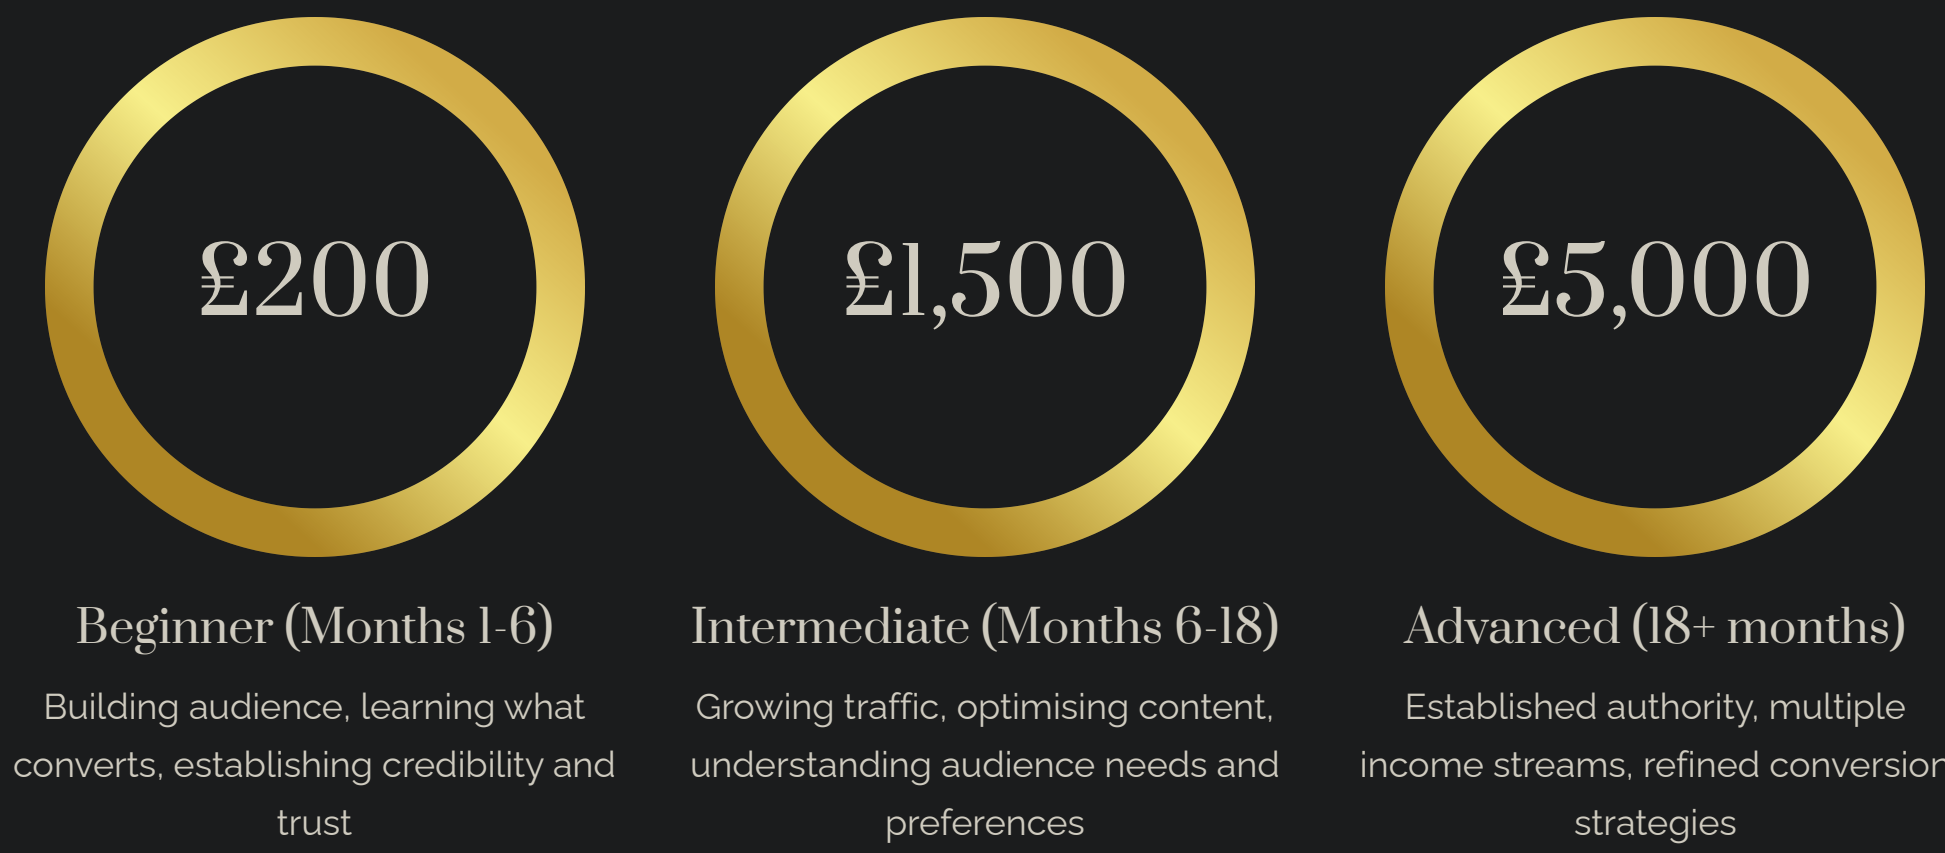 £200
£1,500
£5,000
Beginner (Months 1-6)
Building audience, learning what
converts, establishing credibility and
trust
Intermediate (Months 6-18)
Growing traffic, optimising content,
understanding audience needs and
preferences
Advanced (18+ months)
Established authority, multiple
income streams, refined conversion
strategies